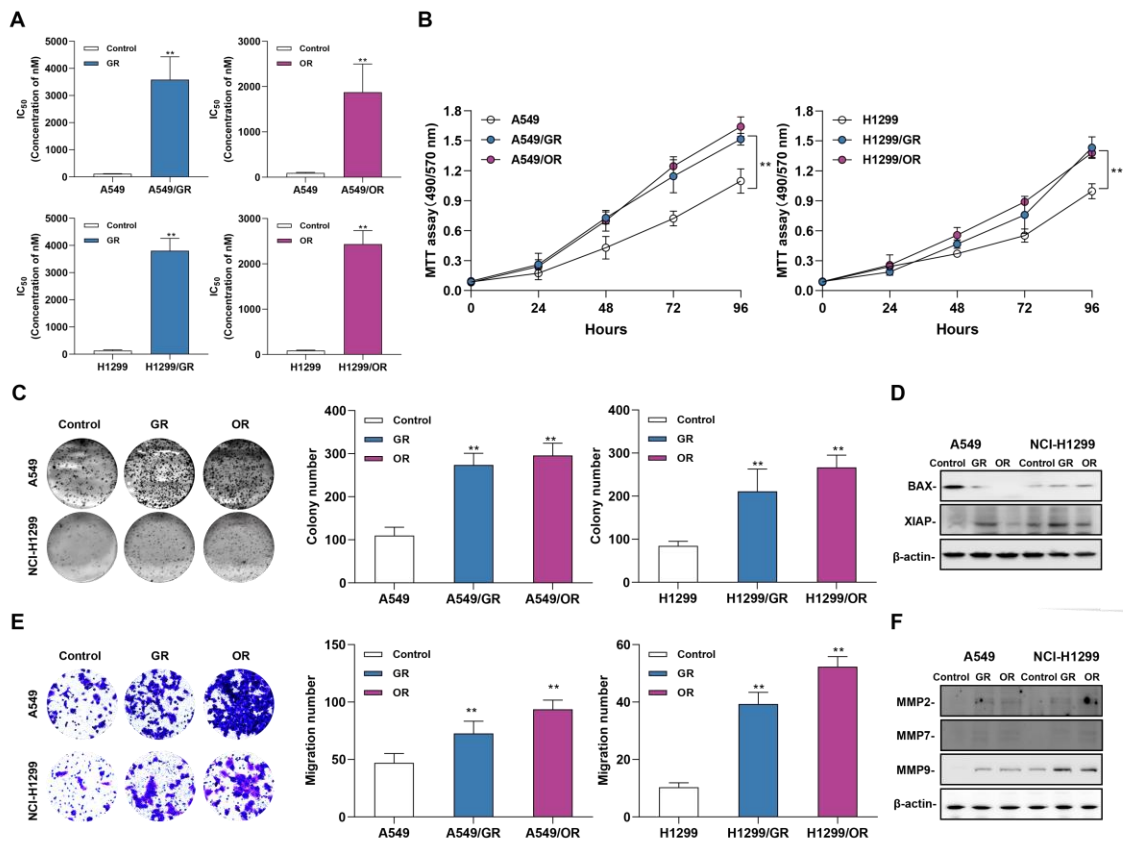 A
IC50
(Concentration of nM)
5000
4000
3000
2000
1000
0
Control
GR
**
A549
A549/GR
IC50
(Concentration of nM)
3000
2000
1000
0
Control
OR
**
A549
A549/OR
IC50
(Concentration of nM)
5000
4000
3000
2000
1000
0
Control
GR
**
H1299
H1299/GR
IC50
(Concentration of nM)
3000
2000
1000
0
Control
OR
**
H1299
H1299/OR
B
MTT assay (490/570 nm)
1.8
1.5
1.2
0.9
0.6
0.3
0.0
A549
A549/GR
A549/OR
**
0 24 48 72 96
Hours
MTT assay (490/570 nm)
1.8
1.5
1.2
0.9
0.6
0.3
0.0
H1299
H1299/GR
H1299/OR
**
0 24 48 72 96
Hours
C
Control GR OR
A549
NCI-H1299
Colony number
400
300
200
100
0
Control
GR
OR
** **
A549 A549/GR A549/OR
Colony number
400
300
200
100
0
Control
GR
OR
** **
H1299 H1299/GR H1299/OR
D
A549 NCI-H1299
Control GR OR Control GR OR
BAX-
XIAP-
β-actin-
E
Control GR OR
A549
NCI-H1299
Migration number
150
100
50
0
Control
GR
OR
** **
A549 A549/GR A549/OR
Migration number
60
40
20
0
Control
GR
OR
** **
H1299 H1299/GR H1299/OR
F
A549 NCI-H1299
Control GR OR Control GR OR
MMP2-
MMP7-
MMP9-
β-actin-